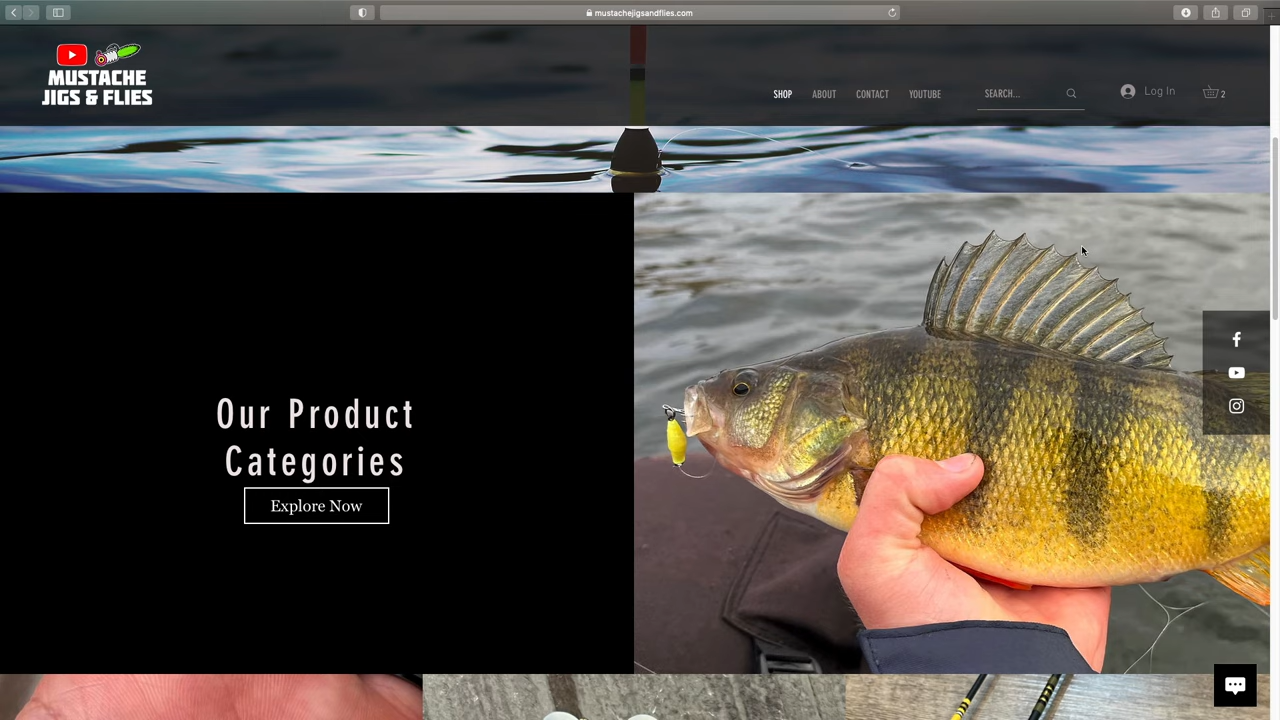 mustachejigsandflies.com
MUSTACHE
JIGS & FLIES
SHOP ABOUT CONTACT YOUTUBE SEARCH... Log In 2
Our Product
Categories
Explore Now